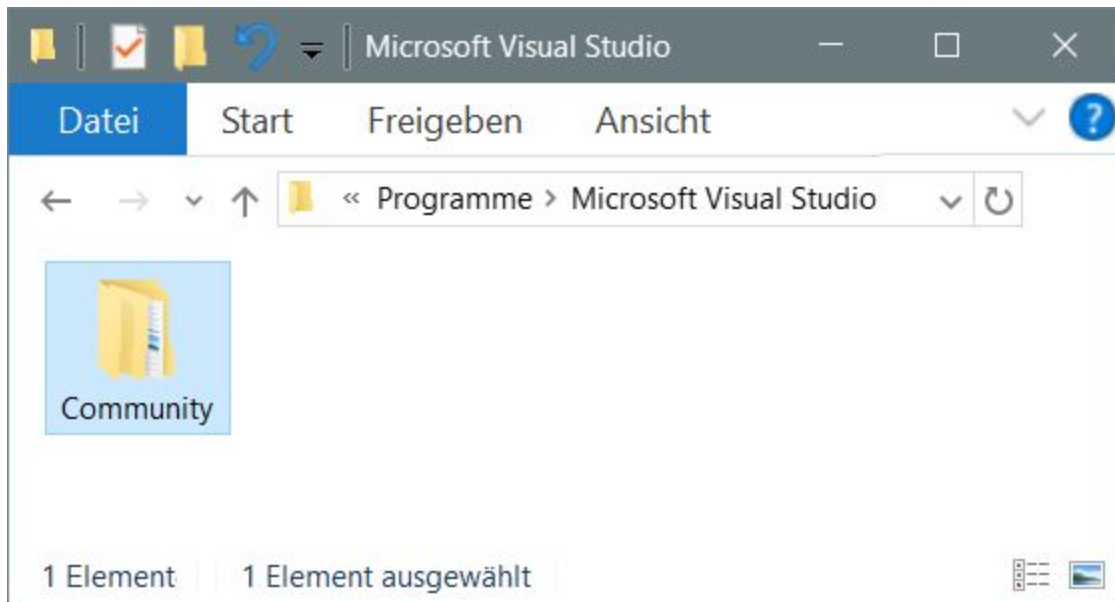 Microsoft Visual Studio
Datei Start Freigeben Ansicht ?
« Programme > Microsoft Visual Studio
Community
1 Element 1 Element ausgewählt